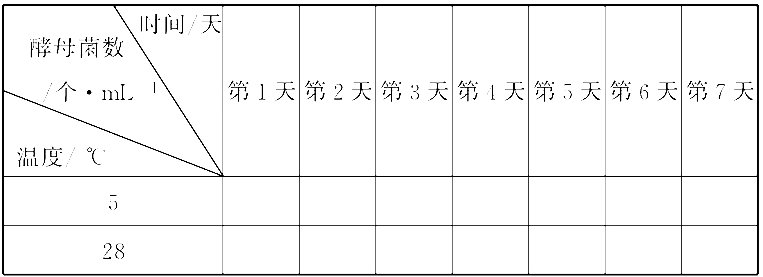 时间/天
酵母菌数
/个·mL⁻¹
温度/℃
第1天 第2天 第3天 第4天 第5天 第6天 第7天
5
28